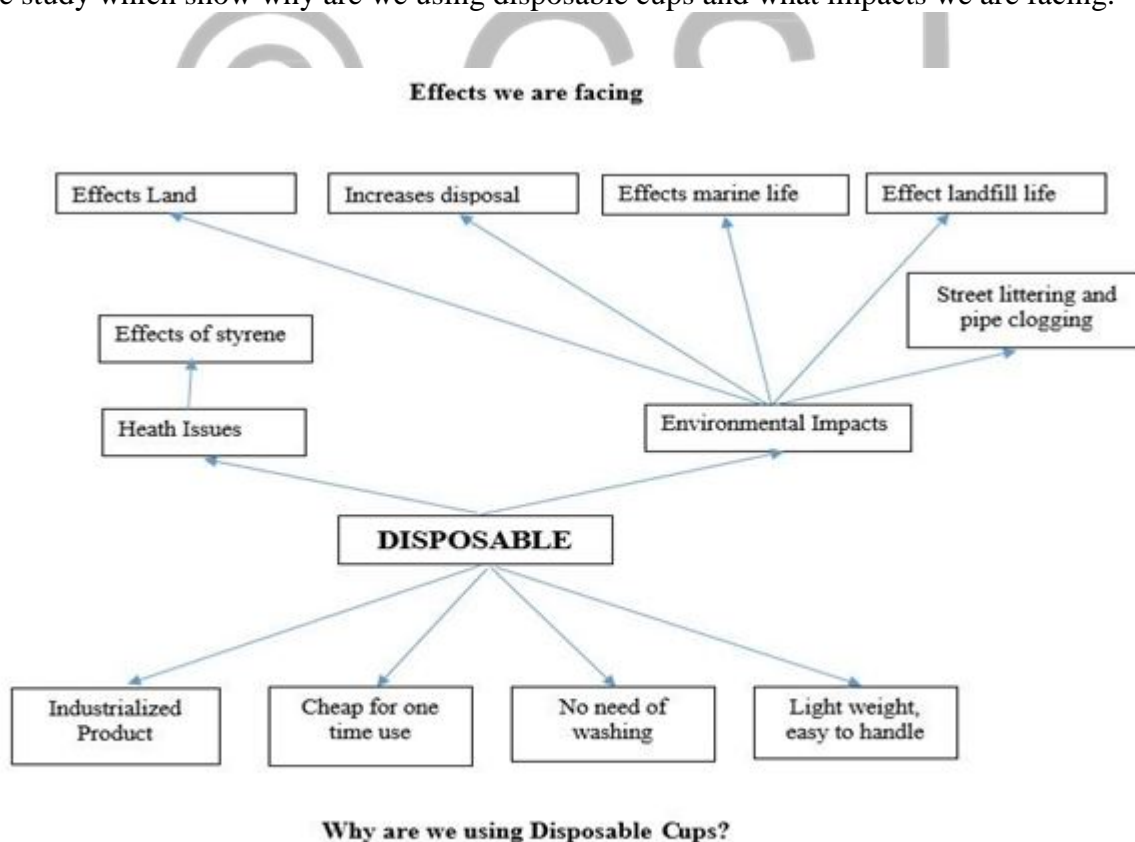 study which show why are we using disposable cups and what impacts we are facing.
Effects we are facing
Effects Land
Increases disposal
Effects marine life
Effect landfill life
Street littering and
pipe clogging
Effects of styrene
Heath Issues
Environmental Impacts
DISPOSABLE
Industrialized
Product
Cheap for one
time use
No need of
washing
Light weight,
easy to handle
Why are we using Disposable Cups?